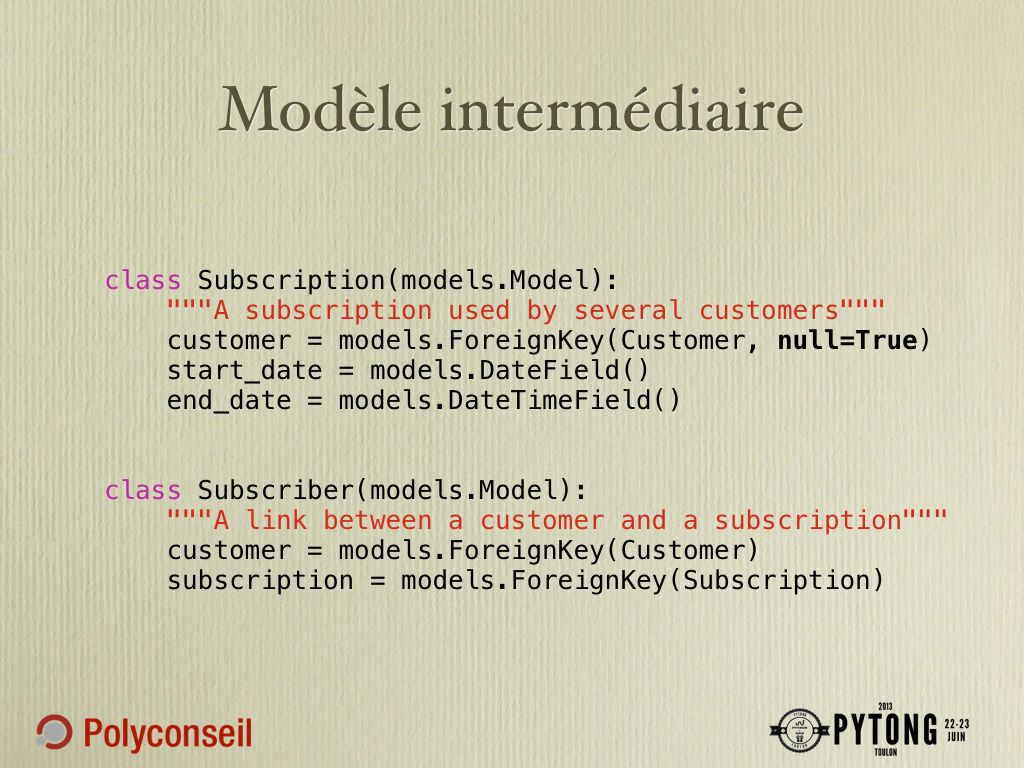 Modèle intermédiaire
class Subscription(models.Model):
    """A subscription used by several customers"""
    customer = models.ForeignKey(Customer, null=True)
    start_date = models.DateField()
    end_date = models.DateTimeField()
class Subscriber(models.Model):
    """A link between a customer and a subscription"""
    customer = models.ForeignKey(Customer)
    subscription = models.ForeignKey(Subscription)
Polyconseil
2013
PYTONG
TOULON
22-23
JUIN